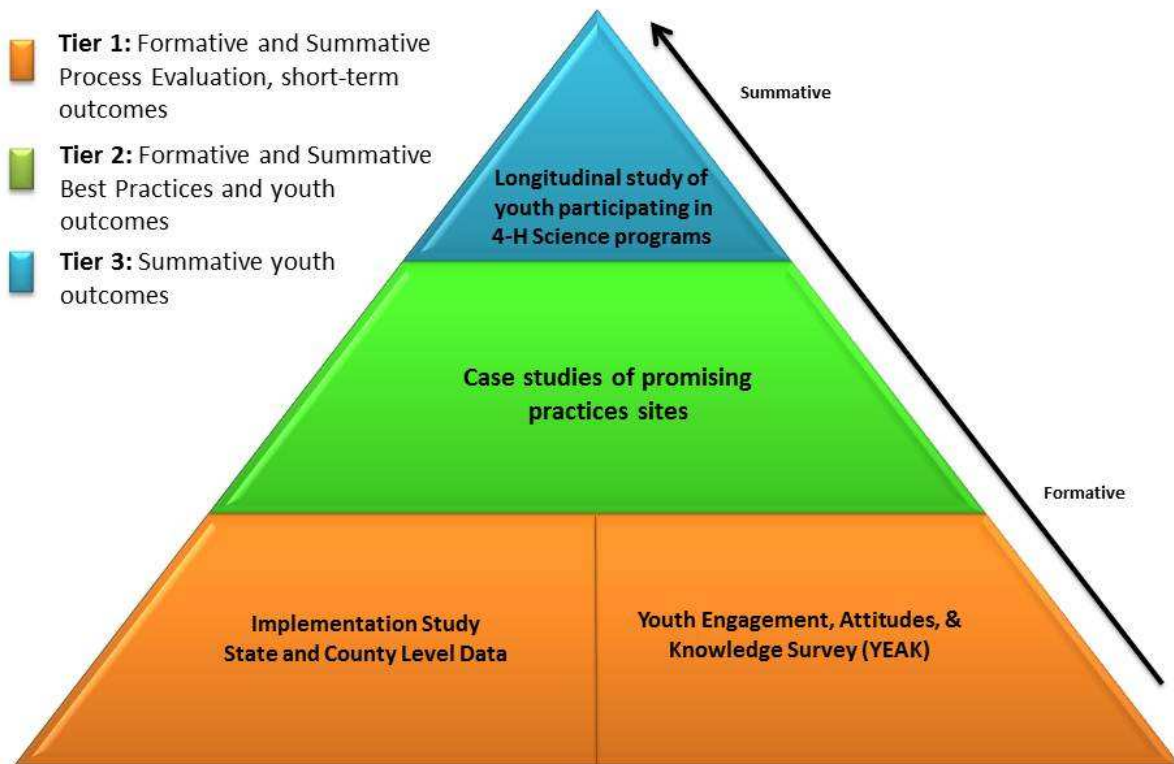 Tier 1: Formative and Summative
Process Evaluation, short-term
outcomes
Tier 2: Formative and Summative
Best Practices and youth
outcomes
Tier 3: Summative youth
outcomes
Summative
Longitudinal study of
youth participating in
4-H Science programs
Case studies of promising
practices sites
Formative
Implementation Study
State and County Level Data
Youth Engagement, Attitudes, &
Knowledge Survey (YEAK)